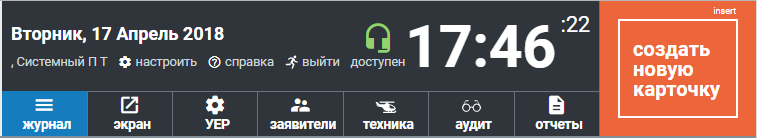 Вторник, 17 Апрель 2018
, Системный П Т настроить справка выйти
доступен
17:46 :22
insert
создать
новую
карточку
журнал экран УЕР заявители техника аудит отчеты